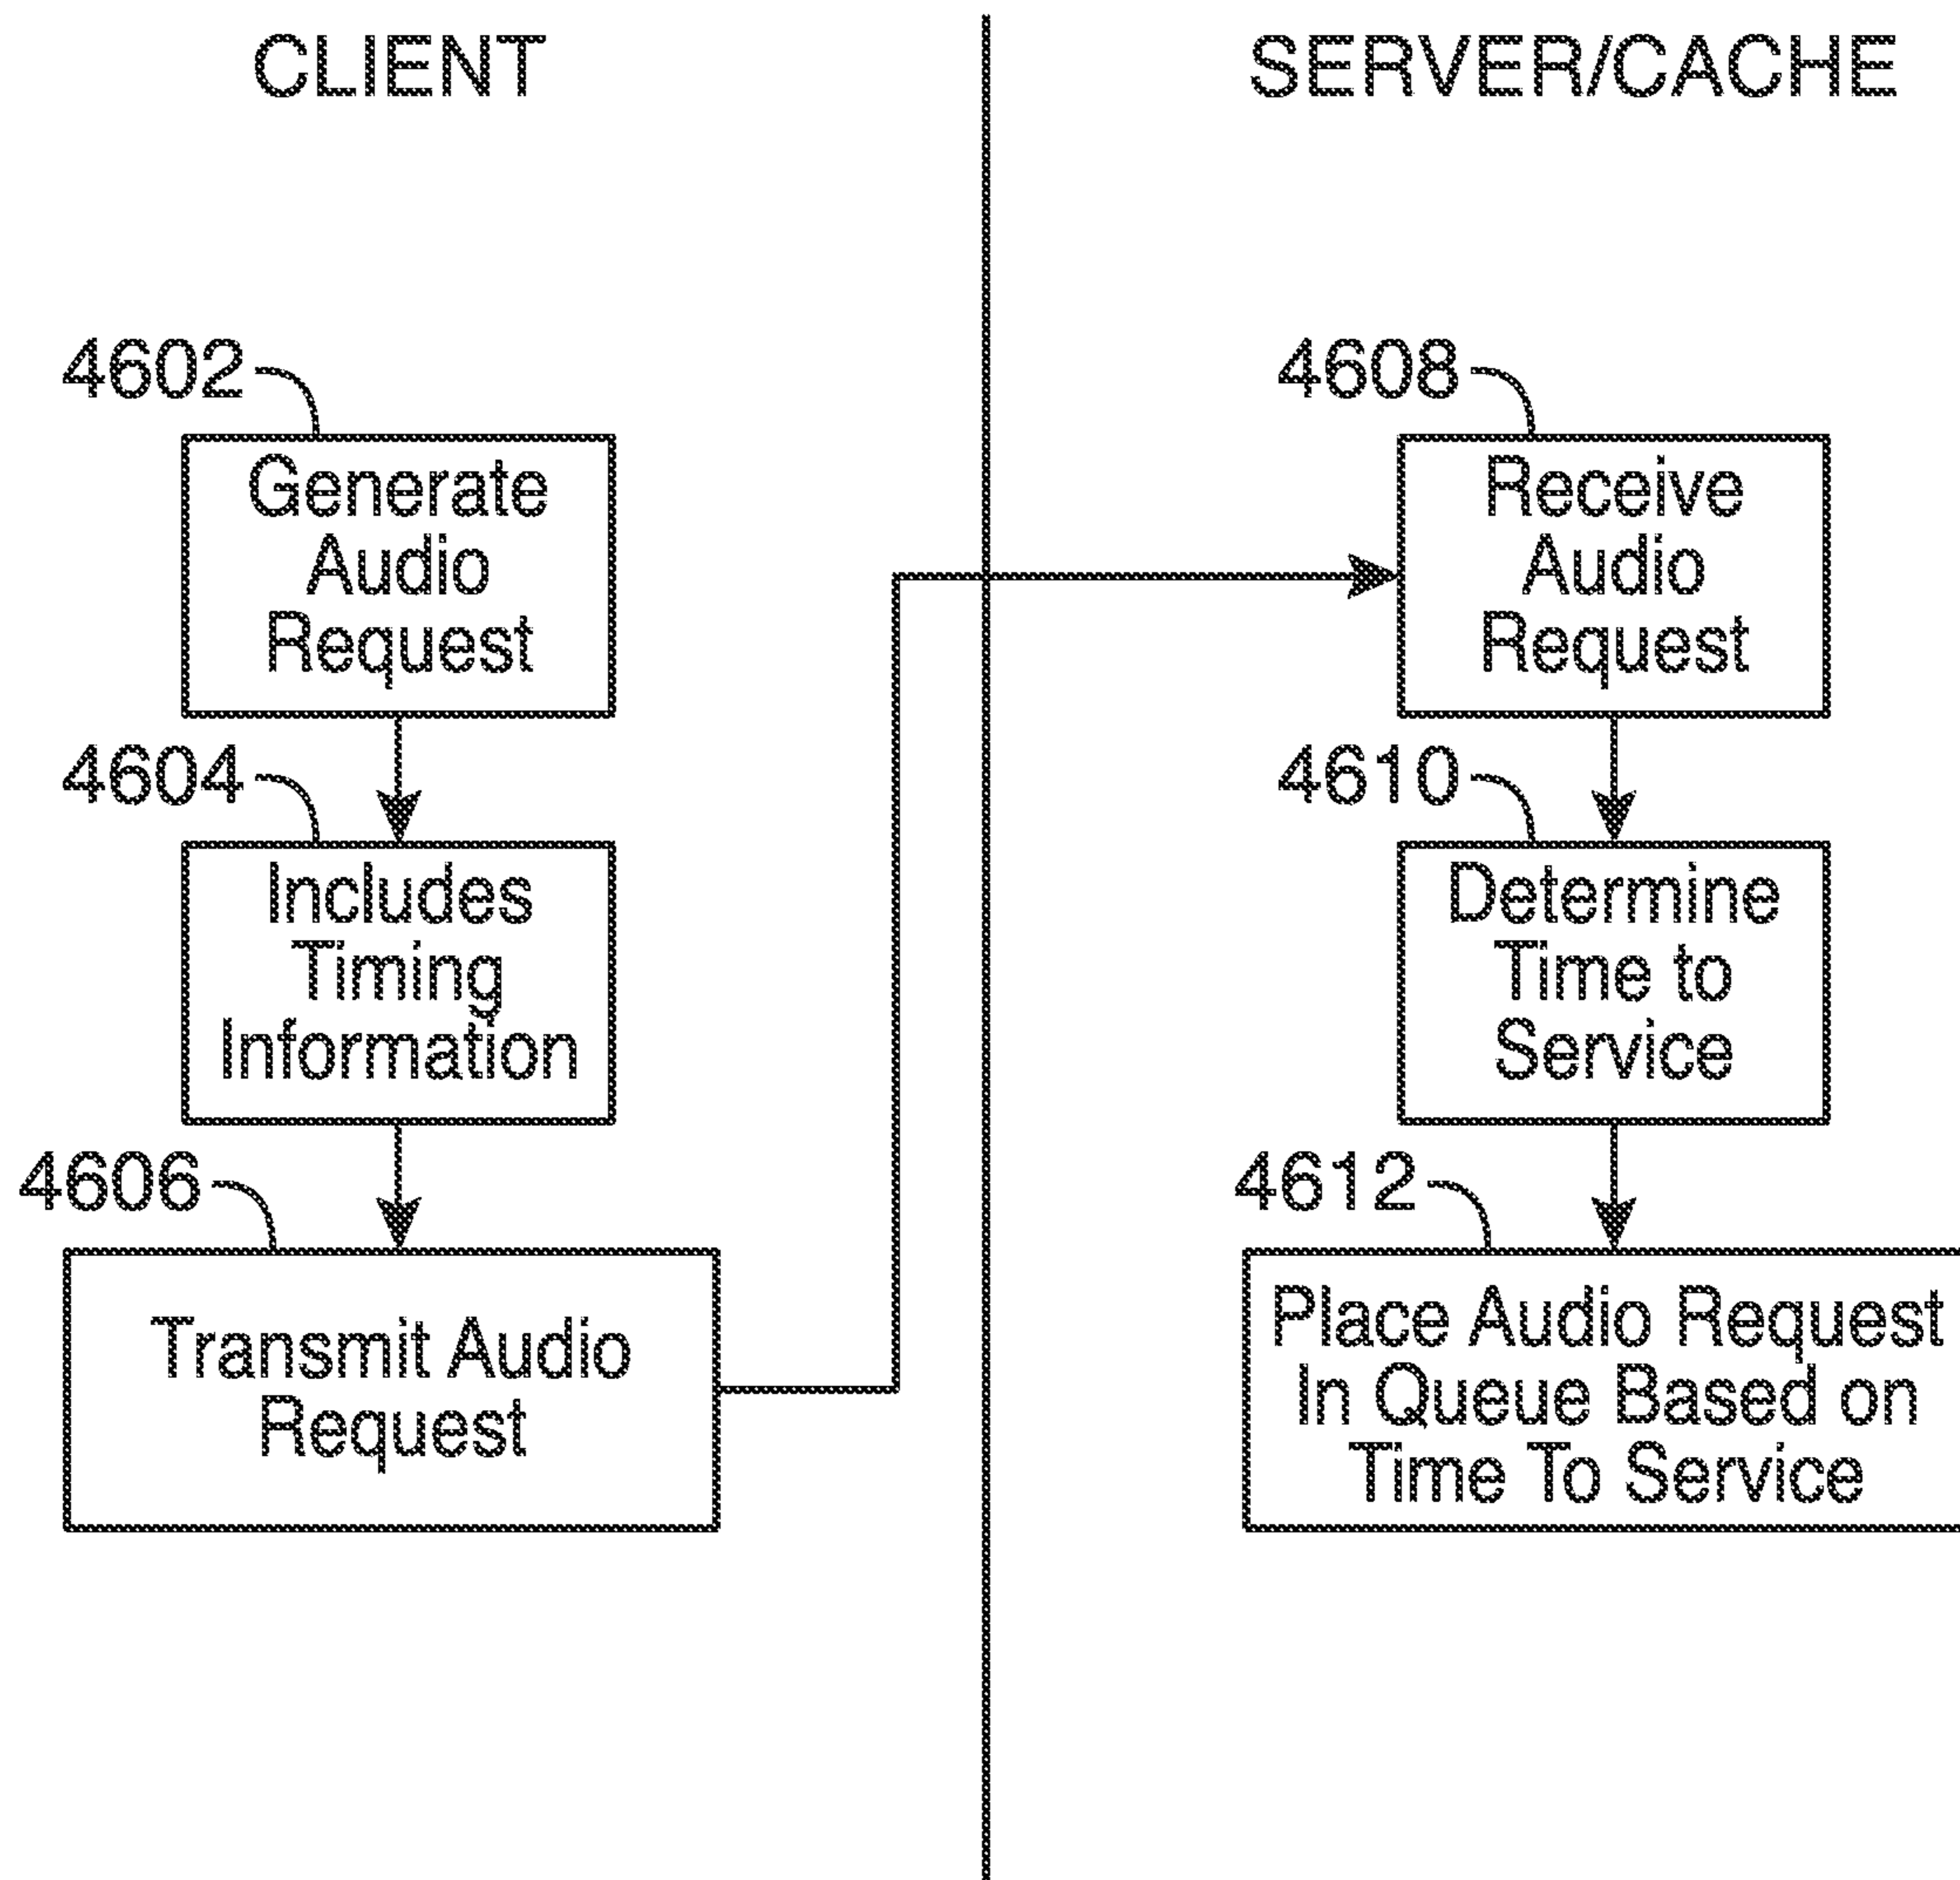 CLIENT
4602
Generate
Audio
Request
4604
Includes
Timing
Information
4606
Transmit Audio
Request
SERVER/CACHE
4608
Receive
Audio
Request
4610
Determine
Time to
Service
4612
Place Audio Request
In Queue Based on
Time To Service